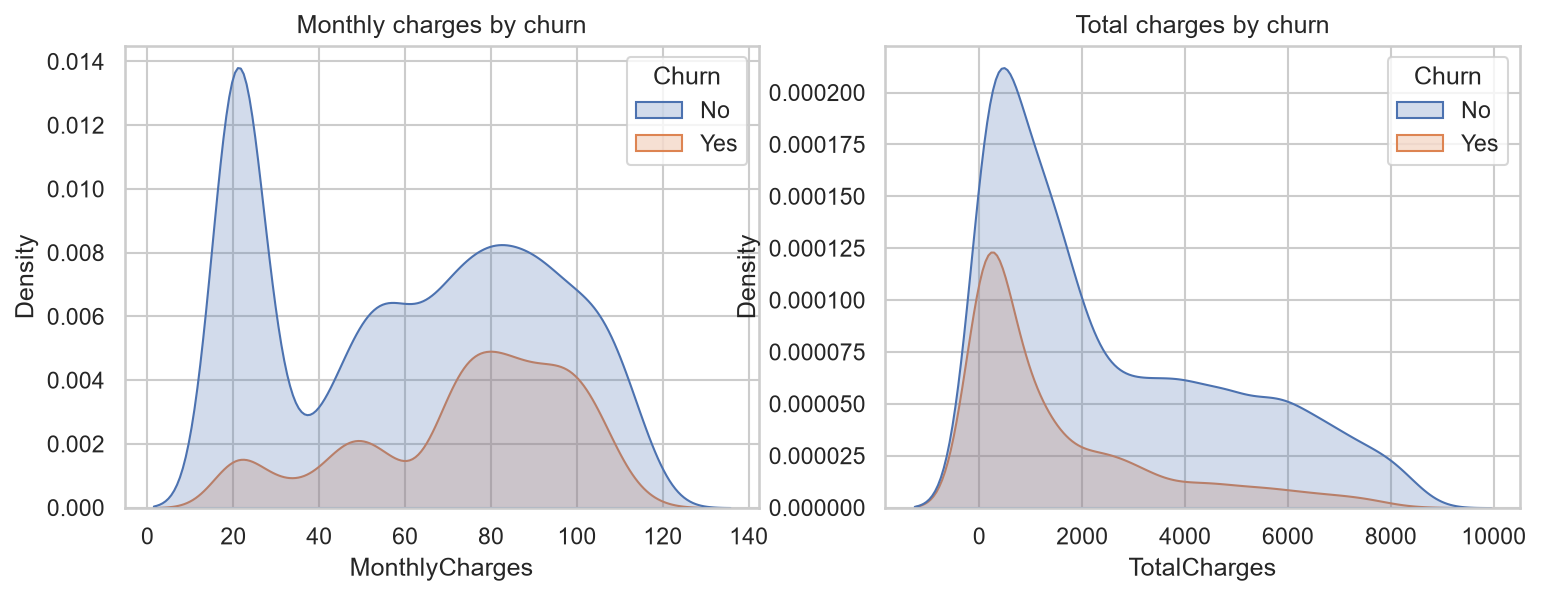 Monthly charges by churn
0.014
0.012
0.010
0.008
0.006
0.004
0.002
0.000
Density
Churn
No
Yes
0 20 40 60 80 100 120 140
MonthlyCharges
Total charges by churn
0.000200
0.000175
0.000150
0.000125
0.000100
0.000075
0.000050
0.000025
0.000000
Density
Churn
No
Yes
0 2000 4000 6000 8000 10000
TotalCharges